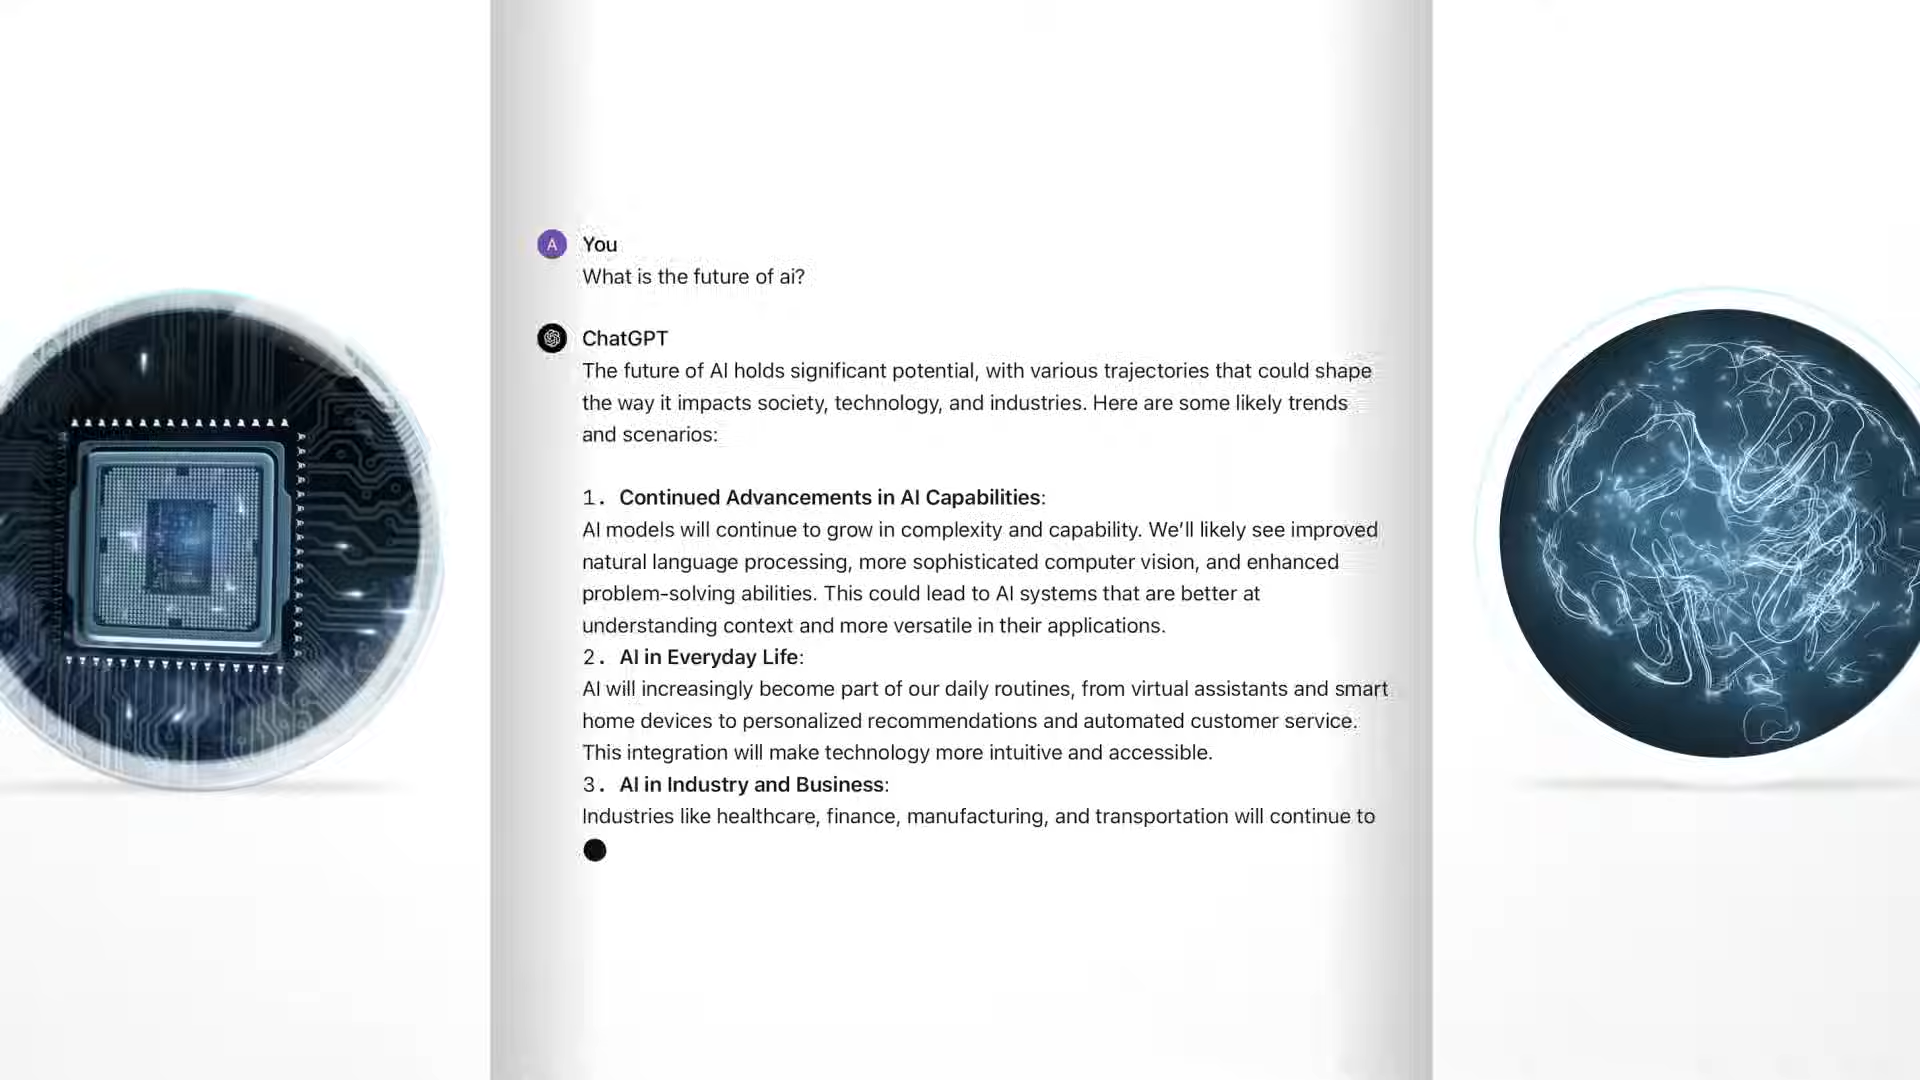 A You
What is the future of ai?
ChatGPT
The future of AI holds significant potential, with various trajectories that could shape
the way it impacts society, technology, and industries. Here are some likely trends
and scenarios:
1. Continued Advancements in AI Capabilities:
AI models will continue to grow in complexity and capability. We’ll likely see improved
natural language processing, more sophisticated computer vision, and enhanced
problem-solving abilities. This could lead to AI systems that are better at
understanding context and more versatile in their applications.
2. AI in Everyday Life:
AI will increasingly become part of our daily routines, from virtual assistants and smart
home devices to personalized recommendations and automated customer service.
This integration will make technology more intuitive and accessible.
3. AI in Industry and Business:
Industries like healthcare, finance, manufacturing, and transportation will continue to